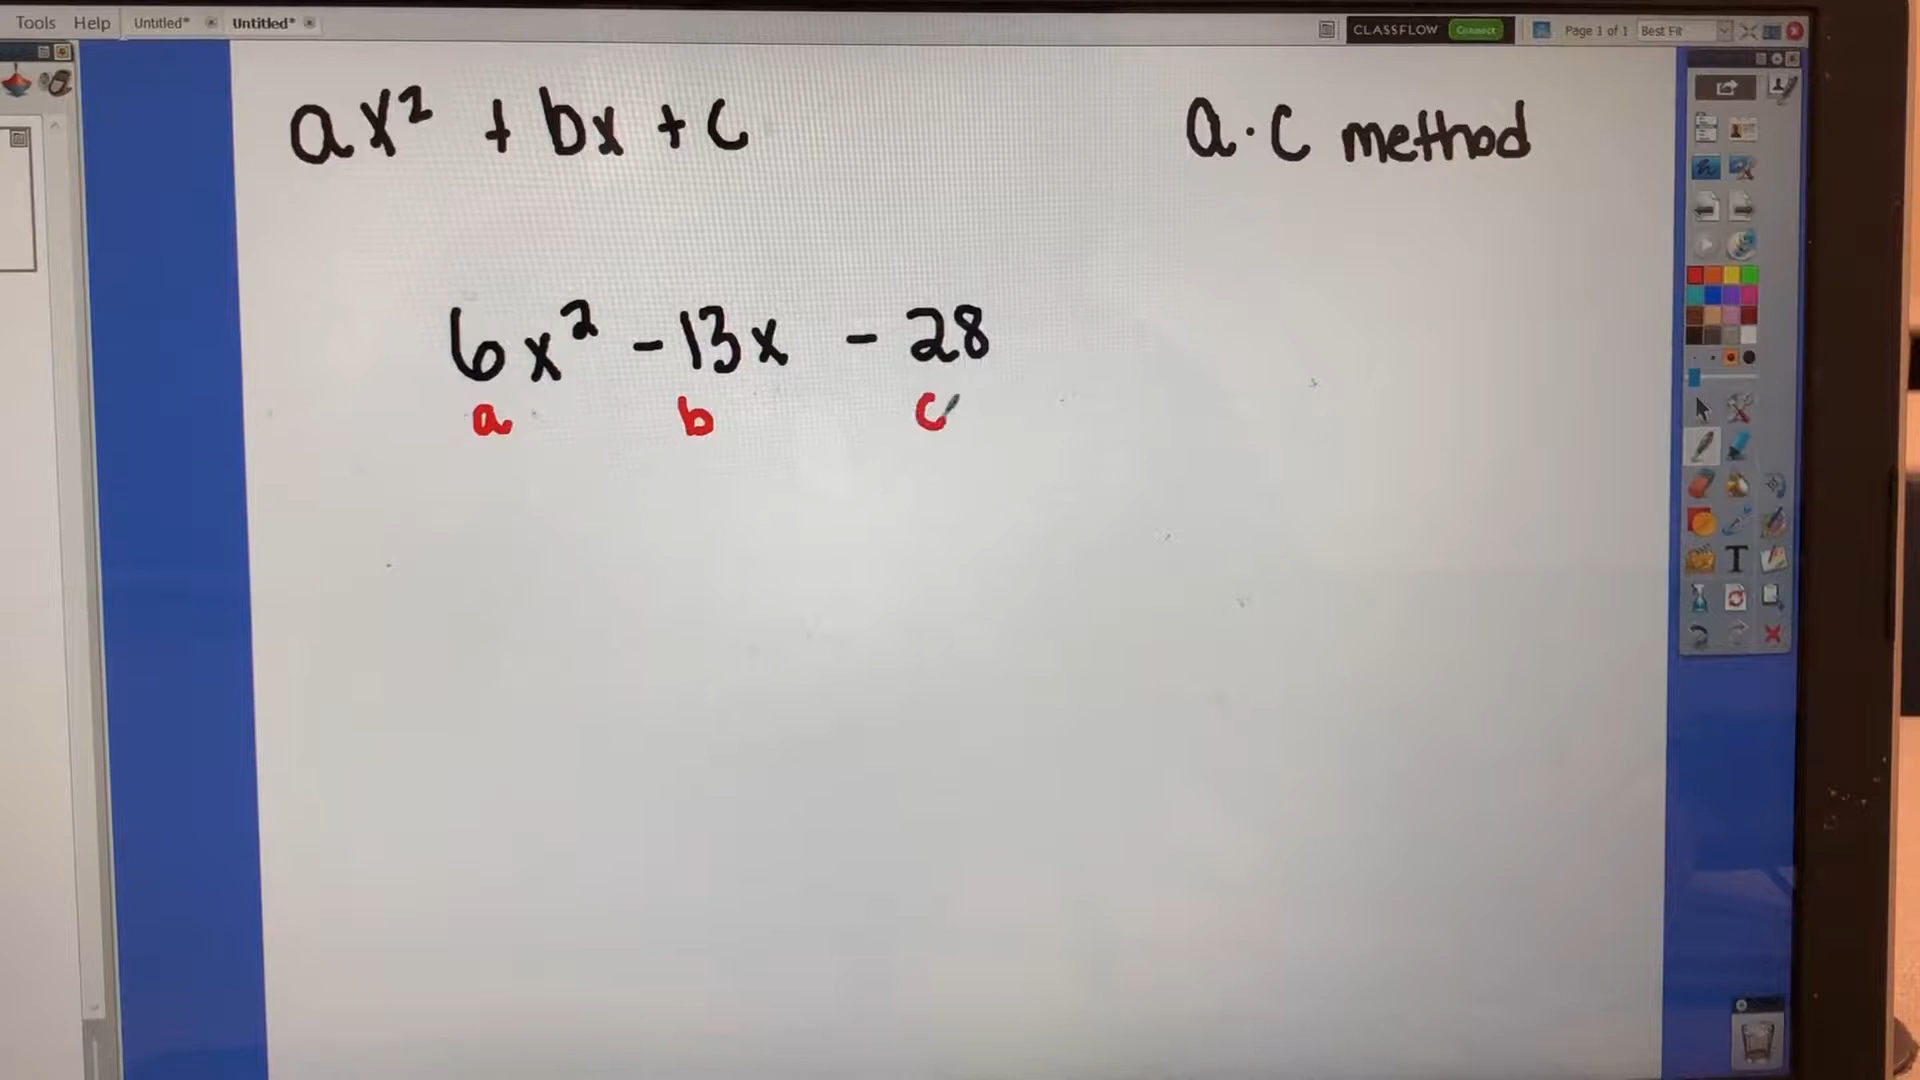 Tools Help Untitled* Untitled* CLASSFLOW Connect Page 1 of 1 Best Fit
ax² + bx + c a · c method
6x² - 13x - 28
a b c
T